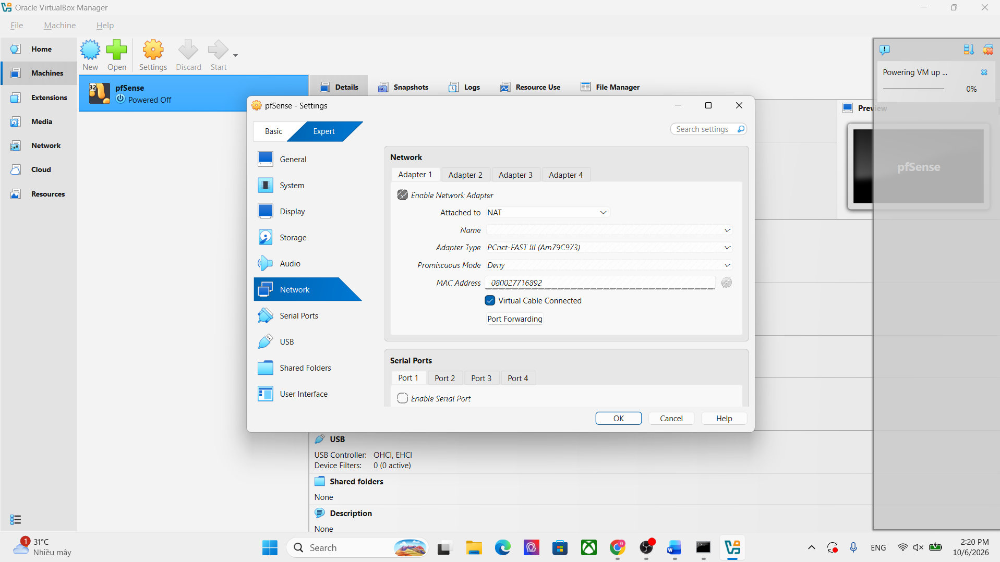 Oracle VirtualBox Manager
File Machine Help
Home
Machines
Extensions
Media
Network
Cloud
Resources
New Open Settings Discard Start
32
pfSense
Powered Off
Details Snapshots Logs Resource Use File Manager
Powering VM up ...
0%
Preview
pfSense
pfSense - Settings
Basic Expert
Search settings
General
System
Display
Storage
Audio
Network
Serial Ports
USB
Shared Folders
User Interface
Network
Adapter 1 Adapter 2 Adapter 3 Adapter 4
Enable Network Adapter
Attached to NAT
Name
Adapter Type PCnet-FAST III (Am79C973)
Promiscuous Mode Deny
MAC Address 080027716892
Virtual Cable Connected
Port Forwarding
Serial Ports
Port 1 Port 2 Port 3 Port 4
Enable Serial Port
OK Cancel Help
USB
USB Controller: OHCI, EHCI
Device Filters: 0 (0 active)
Shared folders
None
Description
None
1
31°C
Nhiều mây
Search
ENG
2:20 PM
10/6/2026